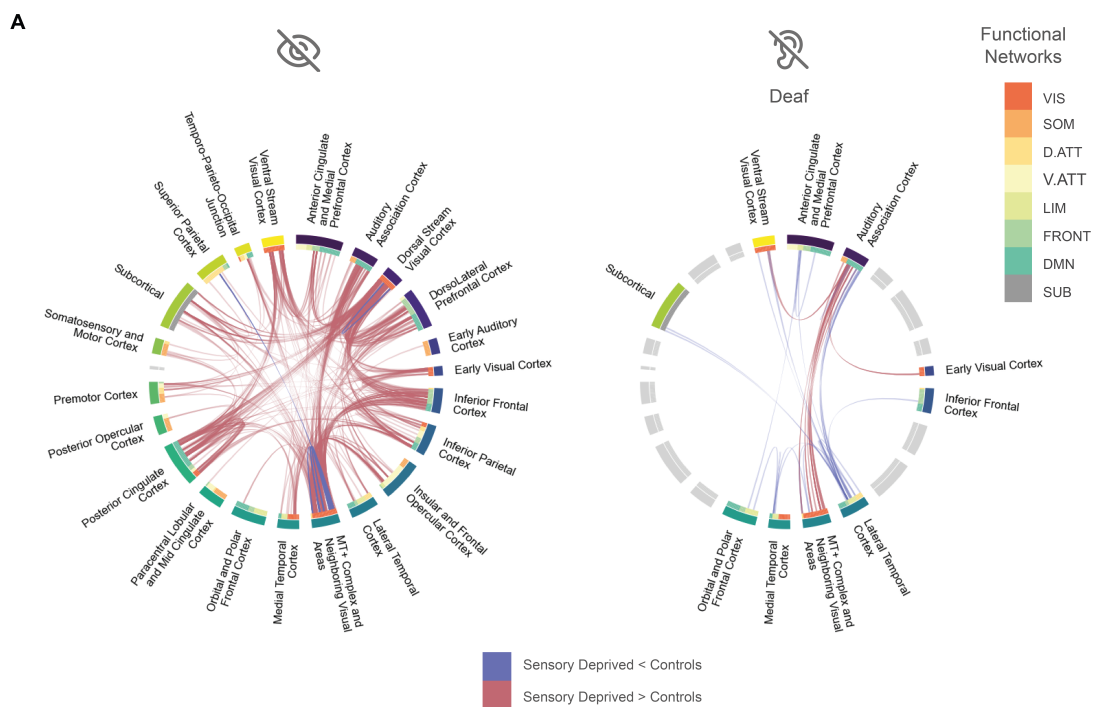 A
Deaf
Functional
Networks
VIS
SOM
D.ATT
V.ATT
LIM
FRONT
DMN
SUB
Temporo-Parieto-Occipital
Junction
Ventral Stream
Visual Cortex
Anterior Cingulate
and Medial
Prefrontal Cortex
Auditory
Association Cortex
Dorsal Stream
Visual Cortex
DorsoLateral
Prefrontal Cortex
Early Auditory
Cortex
Early Visual Cortex
Inferior Frontal
Cortex
Inferior Parietal
Cortex
Insular and Frontal
Opercular Cortex
Lateral Temporal
Cortex
MT+ Complex and
Neighboring Visual
Areas
Medial Temporal
Cortex
Orbital and Polar
Frontal Cortex
Paracentral Lobular
and Mid Cingulate
Cortex
Posterior Cingulate
Cortex
Posterior Opercular
Cortex
Premotor Cortex
Somatosensory and
Motor Cortex
Subcortical
Superior Parietal
Cortex
Ventral Stream
Visual Cortex
Anterior Cingulate
and Medial
Prefrontal Cortex
Auditory
Association Cortex
Early Visual Cortex
Inferior Frontal
Cortex
Lateral Temporal
Cortex
MT+ Complex and
Neighboring Visual
Areas
Medial Temporal
Cortex
Orbital and Polar
Frontal Cortex
Subcortical
Sensory Deprived < Controls
Sensory Deprived > Controls